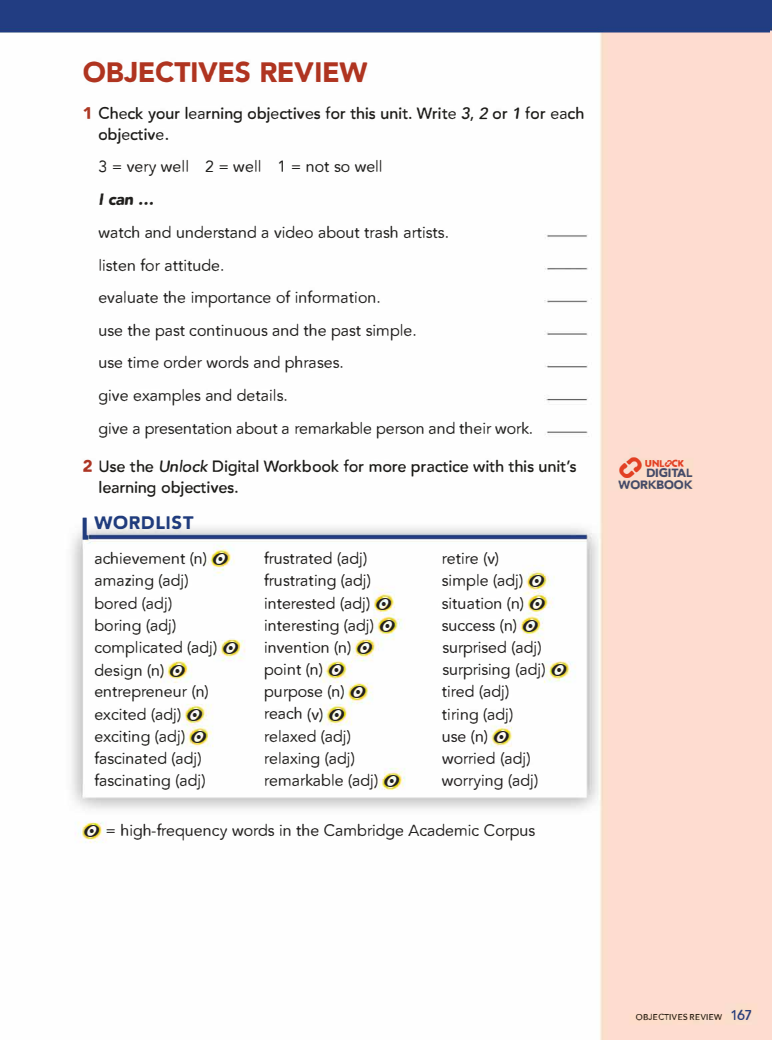 OBJECTIVES REVIEW
1 Check your learning objectives for this unit. Write 3, 2 or 1 for each
objective.
3 = very well 2 = well 1 = not so well
I can ...
watch and understand a video about trash artists.
listen for attitude.
evaluate the importance of information.
use the past continuous and the past simple.
use time order words and phrases.
give examples and details.
give a presentation about a remarkable person and their work.
2 Use the Unlock Digital Workbook for more practice with this unit's
learning objectives.
UNLOCK
DIGITAL
WORKBOOK
WORDLIST
achievement (n)
amazing (adj)
bored (adj)
boring (adj)
complicated (adj)
design (n)
entrepreneur (n)
excited (adj)
exciting (adj)
fascinated (adj)
fascinating (adj)
frustrated (adj)
frustrating (adj)
interested (adj)
interesting (adj)
invention (n)
point (n)
purpose (n)
reach (v)
relaxed (adj)
relaxing (adj)
remarkable (adj)
retire (v)
simple (adj)
situation (n)
success (n)
surprised (adj)
surprising (adj)
tired (adj)
tiring (adj)
use (n)
worried (adj)
worrying (adj)
= high-frequency words in the Cambridge Academic Corpus
OBJECTIVES REVIEW 167